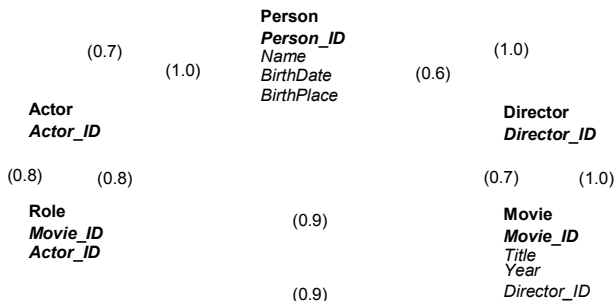 Person
Person_ID
Name
BirthDate
BirthPlace
(0.7)
(1.0)
(0.6)
(1.0)
Actor
Actor_ID
Director
Director_ID
(0.8) (0.8)
(0.7) (1.0)
Role
Movie_ID
Actor_ID
(0.9)
(0.9)
Movie
Movie_ID
Title
Year
Director_ID